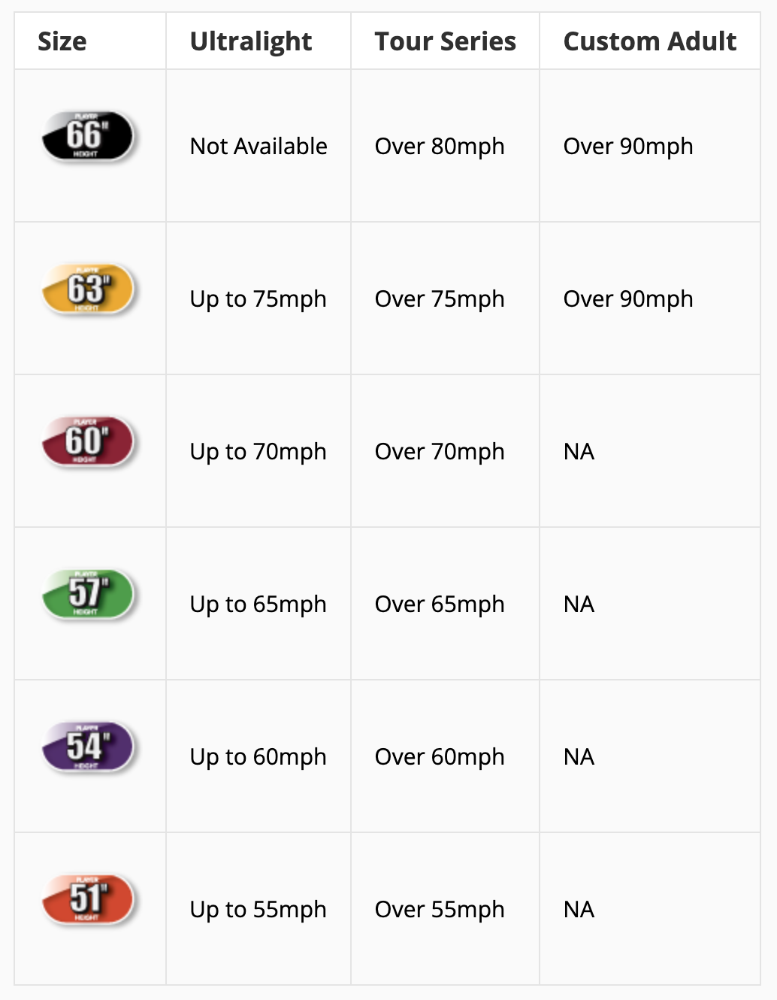 Size Ultralight Tour Series Custom Adult
PLAYER
66"
HEIGHT
Not Available Over 80mph Over 90mph
PLAYER
63"
HEIGHT
Up to 75mph Over 75mph Over 90mph
PLAYER
60"
HEIGHT
Up to 70mph Over 70mph NA
PLAYER
57"
HEIGHT
Up to 65mph Over 65mph NA
PLAYER
54"
HEIGHT
Up to 60mph Over 60mph NA
PLAYER
51"
HEIGHT
Up to 55mph Over 55mph NA